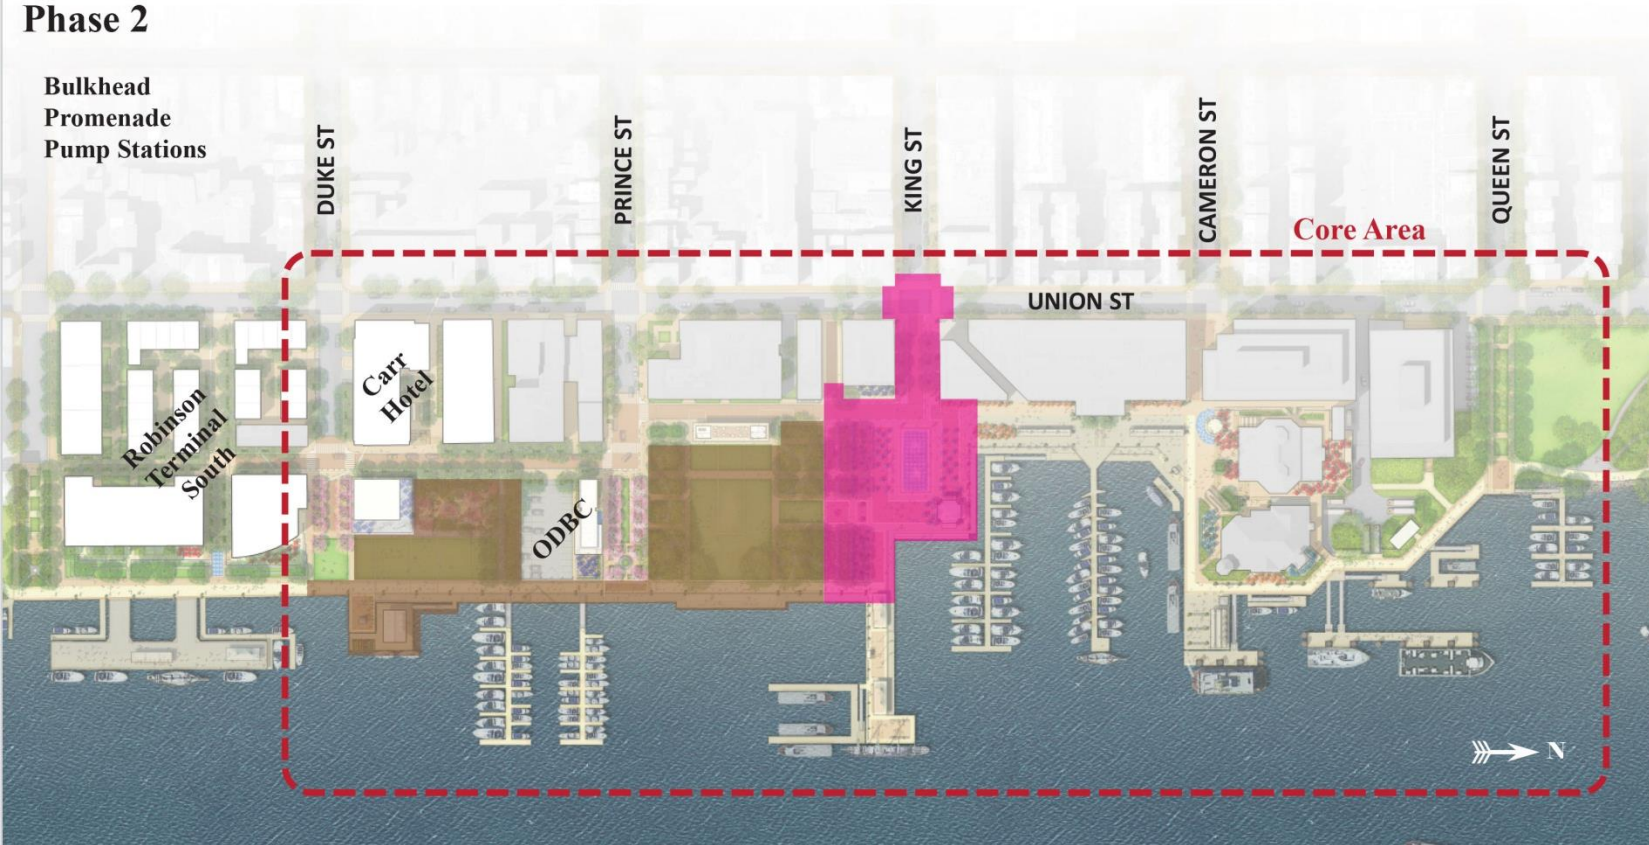 Phase 2
Bulkhead
Promenade
Pump Stations
DUKE ST
PRINCE ST
KING ST
CAMERON ST
QUEEN ST
Core Area
UNION ST
Carr
Hotel
Robinson
Terminal
South
ODBC
N